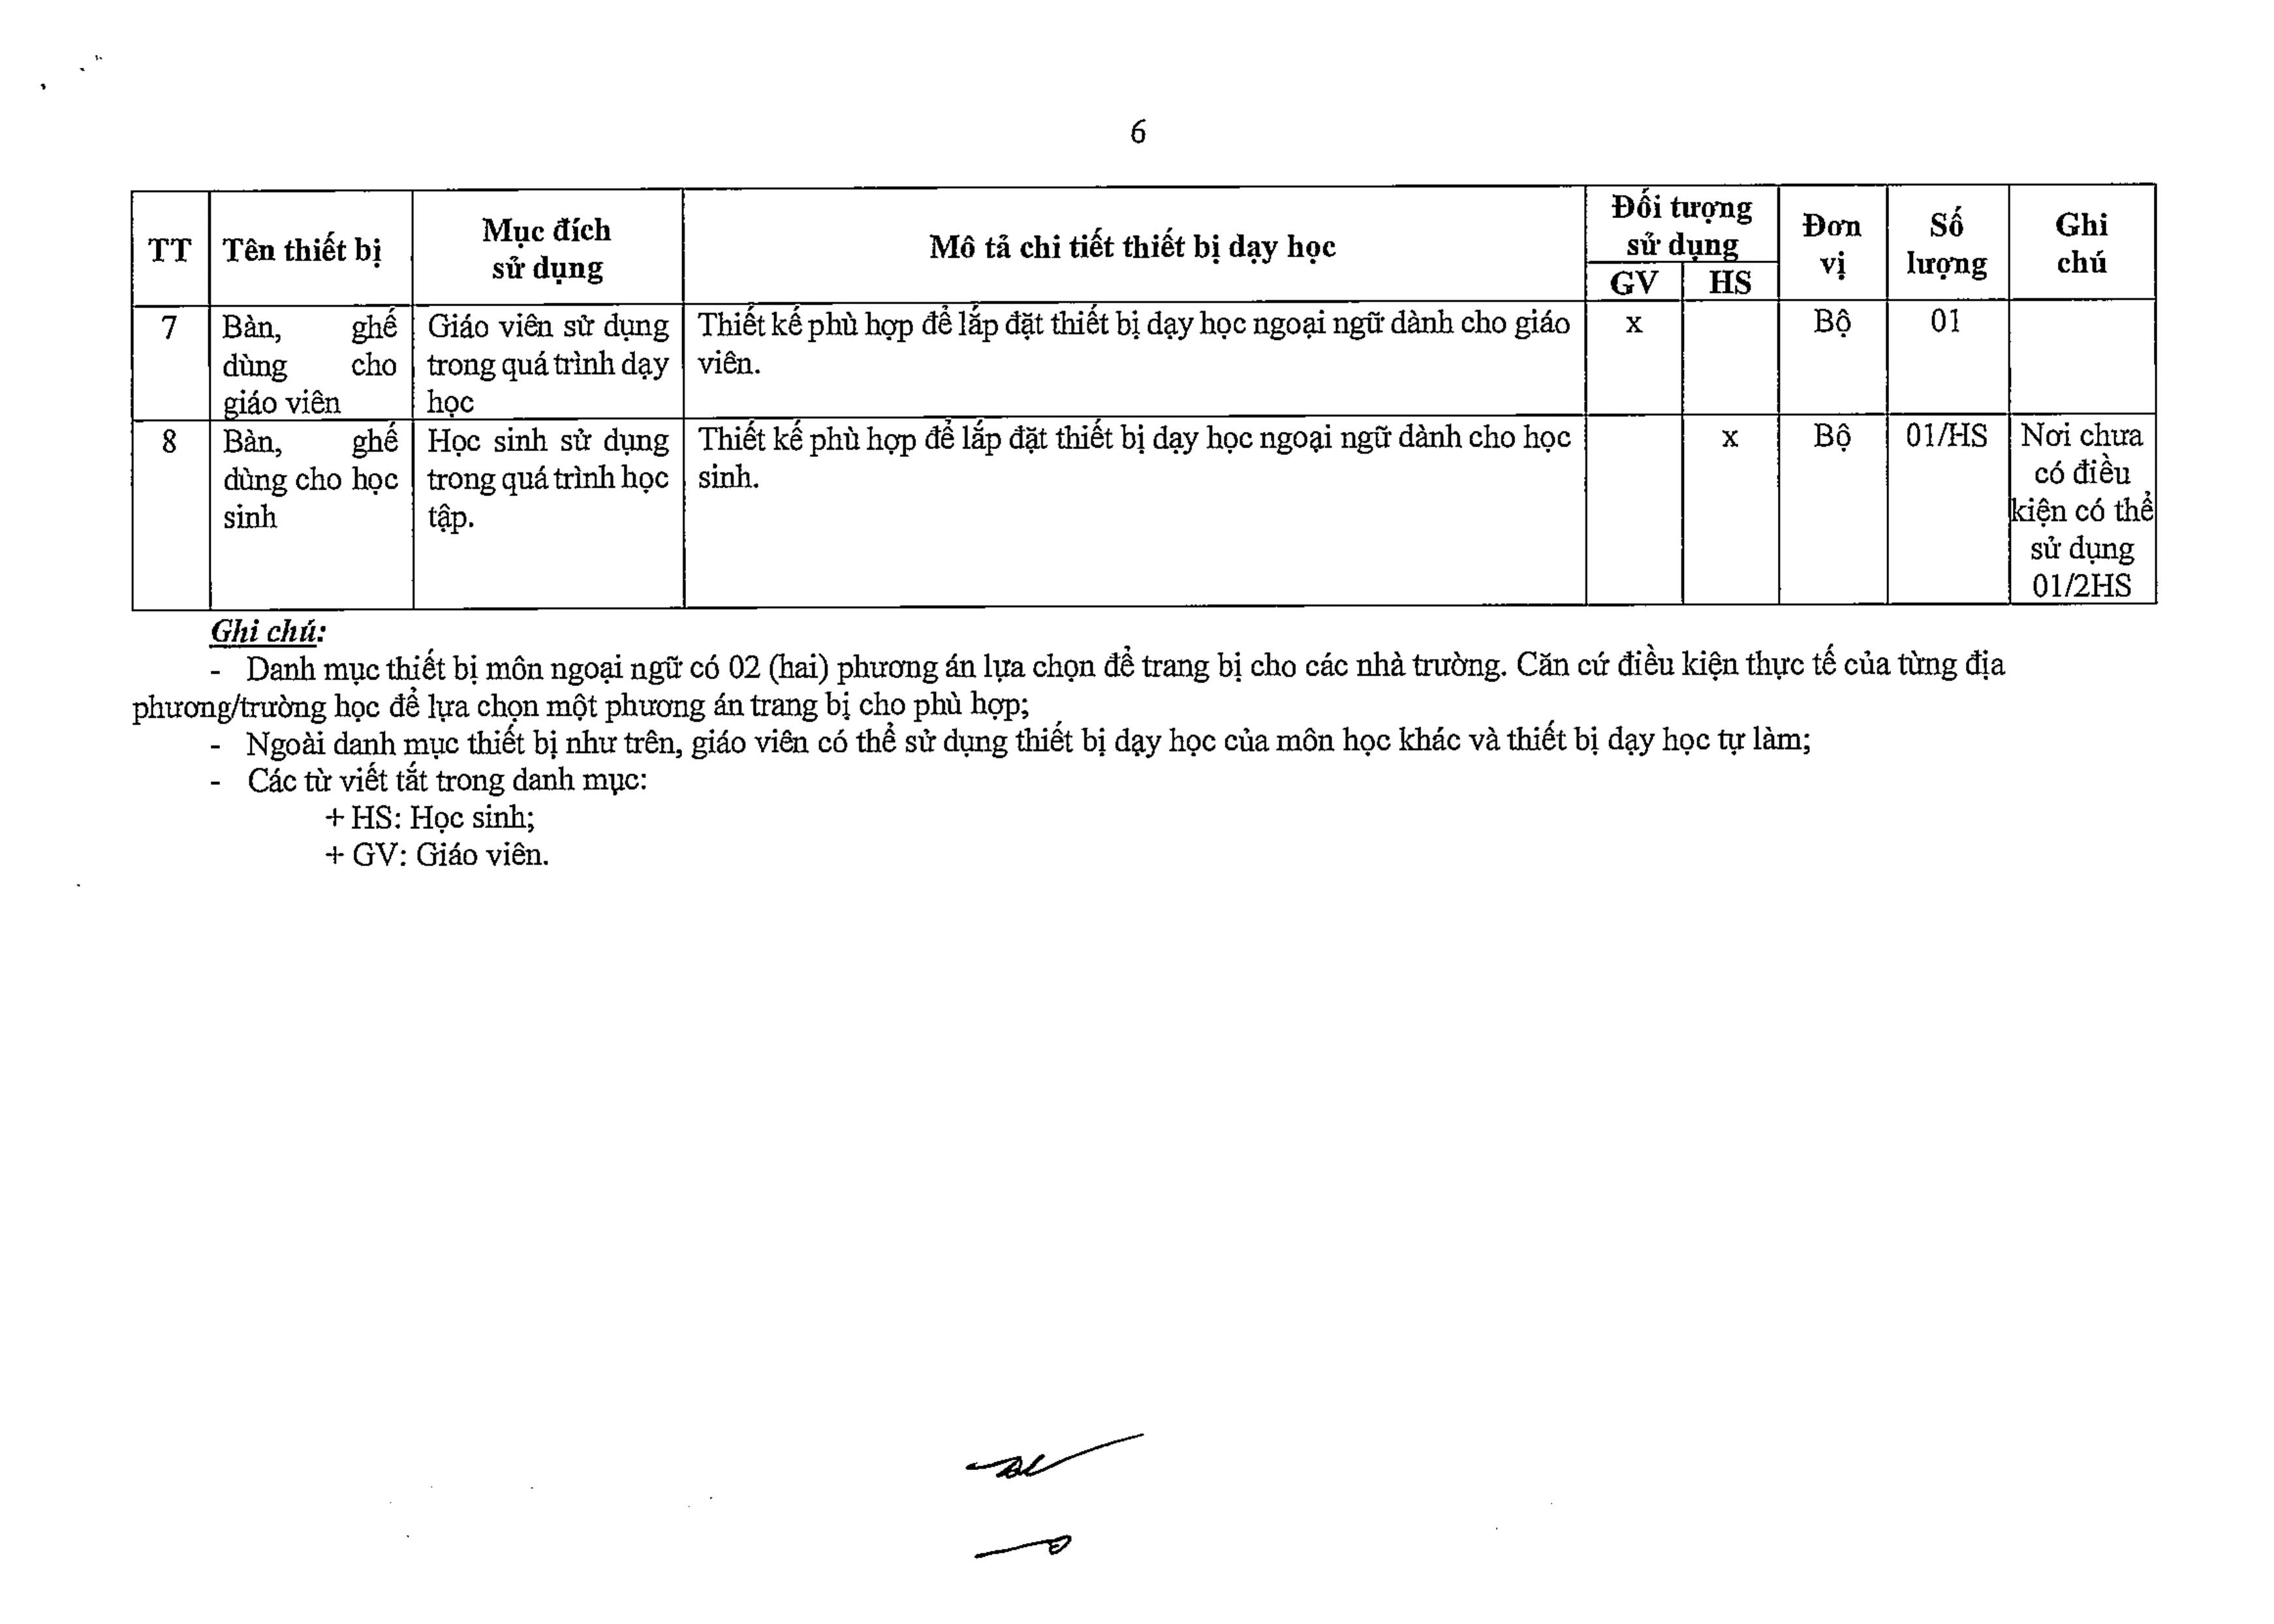 6
TT
Tên thiết bị
Mục đích
sử dụng
Mô tả chi tiết thiết bị dạy học
Đối tượng
sử dụng
GV
HS
Đơn
vị
Số
lượng
Ghi
chú
7
Bàn, ghế
dùng cho
giáo viên
Giáo viên sử dụng
trong quá trình dạy
học
Thiết kế phù hợp để lắp đặt thiết bị dạy học ngoại ngữ dành cho giáo
viên.
x
Bộ
01
8
Bàn, ghế
dùng cho học
sinh
Học sinh sử dụng
trong quá trình học
tập.
Thiết kế phù hợp để lắp đặt thiết bị dạy học ngoại ngữ dành cho học
sinh.
x
Bộ
01/HS
Nơi chưa
có điều
kiện có thể
sử dụng
01/2HS
Ghi chú:
- Danh mục thiết bị môn ngoại ngữ có 02 (hai) phương án lựa chọn để trang bị cho các nhà trường. Căn cứ điều kiện thực tế của từng địa
phương/trường học để lựa chọn một phương án trang bị cho phù hợp;
- Ngoài danh mục thiết bị như trên, giáo viên có thể sử dụng thiết bị dạy học của môn học khác và thiết bị dạy học tự làm;
- Các từ viết tắt trong danh mục:
+ HS: Học sinh;
+ GV: Giáo viên.